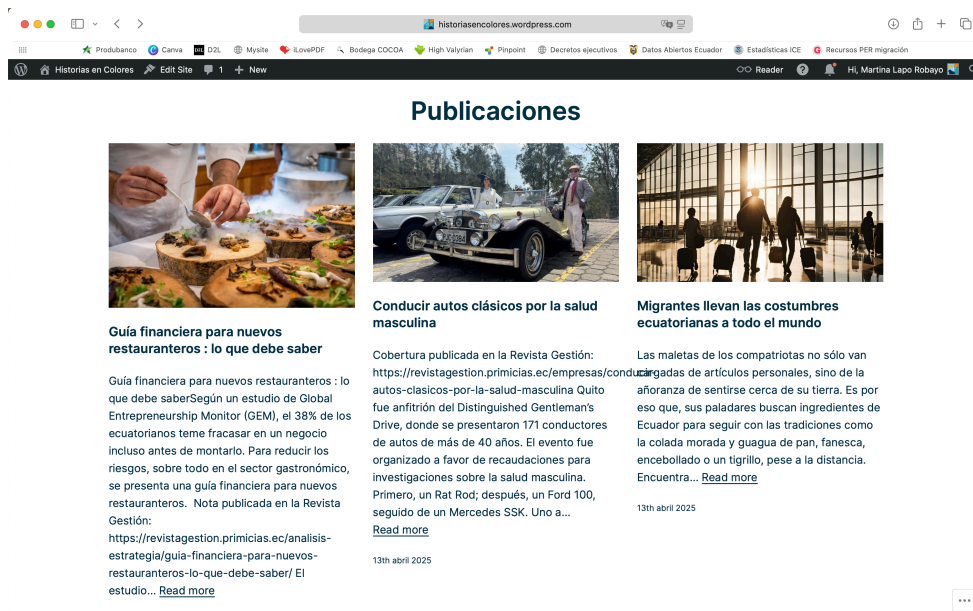 historiasencolores.wordpress.com
Produbanco
Canva
D2L
D2L
Mysite
iLovePDF
Bodega COCOA
High Valyrian
Pinpoint
Decretos ejecutivos
Datos Abiertos Ecuador
Estadísticas ICE
Recursos PER migración
Historias en Colores
Edit Site
1
New
Reader
Hi, Martina Lapo Robayo
Publicaciones
Guía financiera para nuevos
restauranteros : lo que debe saber
Guía financiera para nuevos restauranteros : lo
que debe saberSegún un estudio de Global
Entrepreneurship Monitor (GEM), el 38% de los
ecuatorianos teme fracasar en un negocio
incluso antes de montarlo. Para reducir los
riesgos, sobre todo en el sector gastronómico,
se presenta una guía financiera para nuevos
restauranteros.  Nota publicada en la Revista
Gestión:
https://revistagestion.primicias.ec/analisis-
estrategia/guia-financiera-para-nuevos-
restauranteros-lo-que-debe-saber/ El
estudio... Read more
Conducir autos clásicos por la salud
masculina
Cobertura publicada en la Revista Gestión:
https://revistagestion.primicias.ec/empresas/conducir-
autos-clasicos-por-la-salud-masculina Quito
fue anfitrión del Distinguished Gentleman's
Drive, donde se presentaron 171 conductores
de autos de más de 40 años. El evento fue
organizado a favor de recaudaciones para
investigaciones sobre la salud masculina.
Primero, un Rat Rod; después, un Ford 100,
seguido de un Mercedes SSK. Uno a...
Read more
13th abril 2025
Migrantes llevan las costumbres
ecuatorianas a todo el mundo
Las maletas de los compatriotas no sólo van
cargadas de artículos personales, sino de la
añoranza de sentirse cerca de su tierra. Es por
eso que, sus paladares buscan ingredientes de
Ecuador para seguir con las tradiciones como
la colada morada y guagua de pan, fanesca,
encebollado o un tigrillo, pese a la distancia.
Encuentra... Read more
13th abril 2025